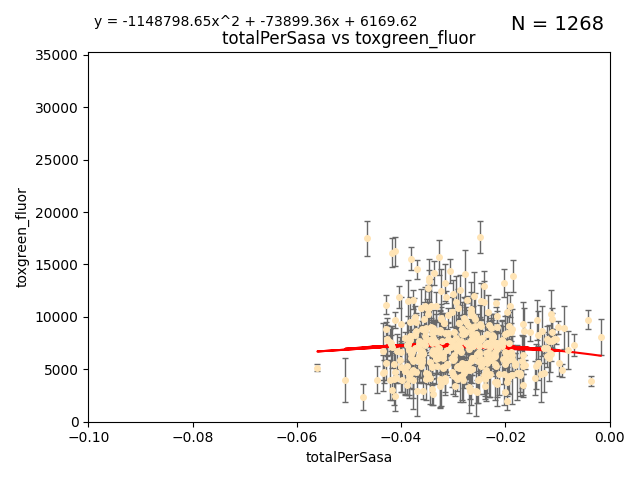 y = -1148798.65x^2 + -73899.36x + 6169.62
N = 1268
totalPerSasa vs toxgreen_fluor
toxgreen_fluor
35000
30000
25000
20000
15000
10000
5000
0
−0.10
−0.08
−0.06
−0.04
−0.02
0.00
totalPerSasa